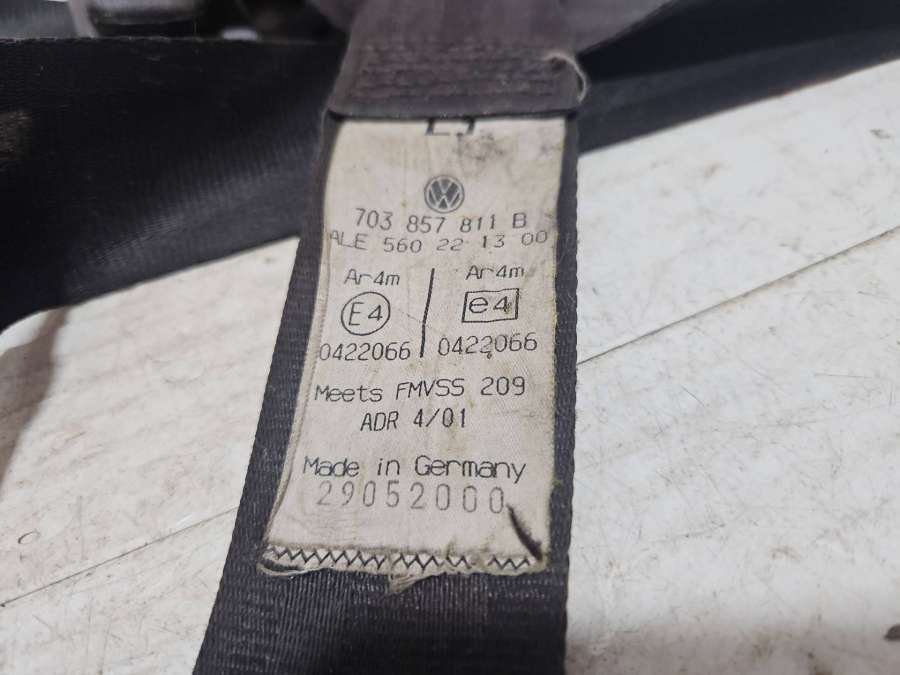 703 857 811 B
ALE 560 22 13 00
Ar4m Ar4m
E4 e4
0422066 0422066
Meets FMVSS 209
ADR 4/01
Made in Germany
29052000